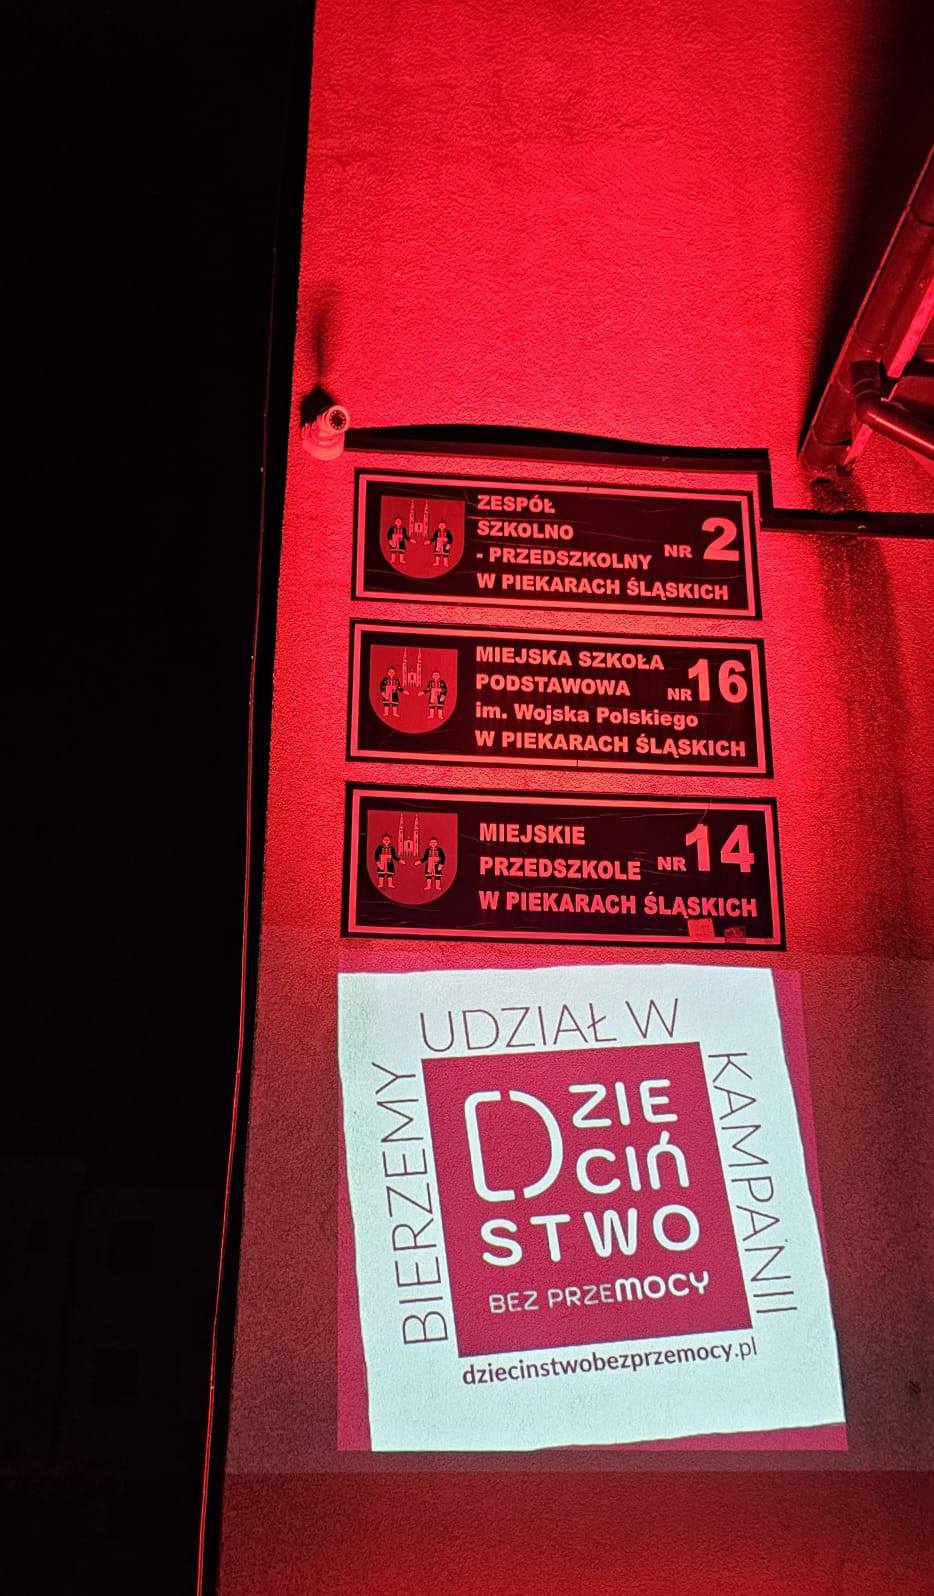 ZESPÓŁ
SZKOLNO
- PRZEDSZKOLNY NR 2
W PIEKARACH ŚLĄSKICH
MIEJSKA SZKOŁA
PODSTAWOWA NR 16
im. Wojska Polskiego
W PIEKARACH ŚLĄSKICH
MIEJSKIE
PRZEDSZKOLE NR 14
W PIEKARACH ŚLĄSKICH
BIERZEMY
UDZIAŁ W
KAMPANII
DZIE
CIŃ
STWO
BEZ PRZEMOCY
dziecinstwobezprzemocy.pl